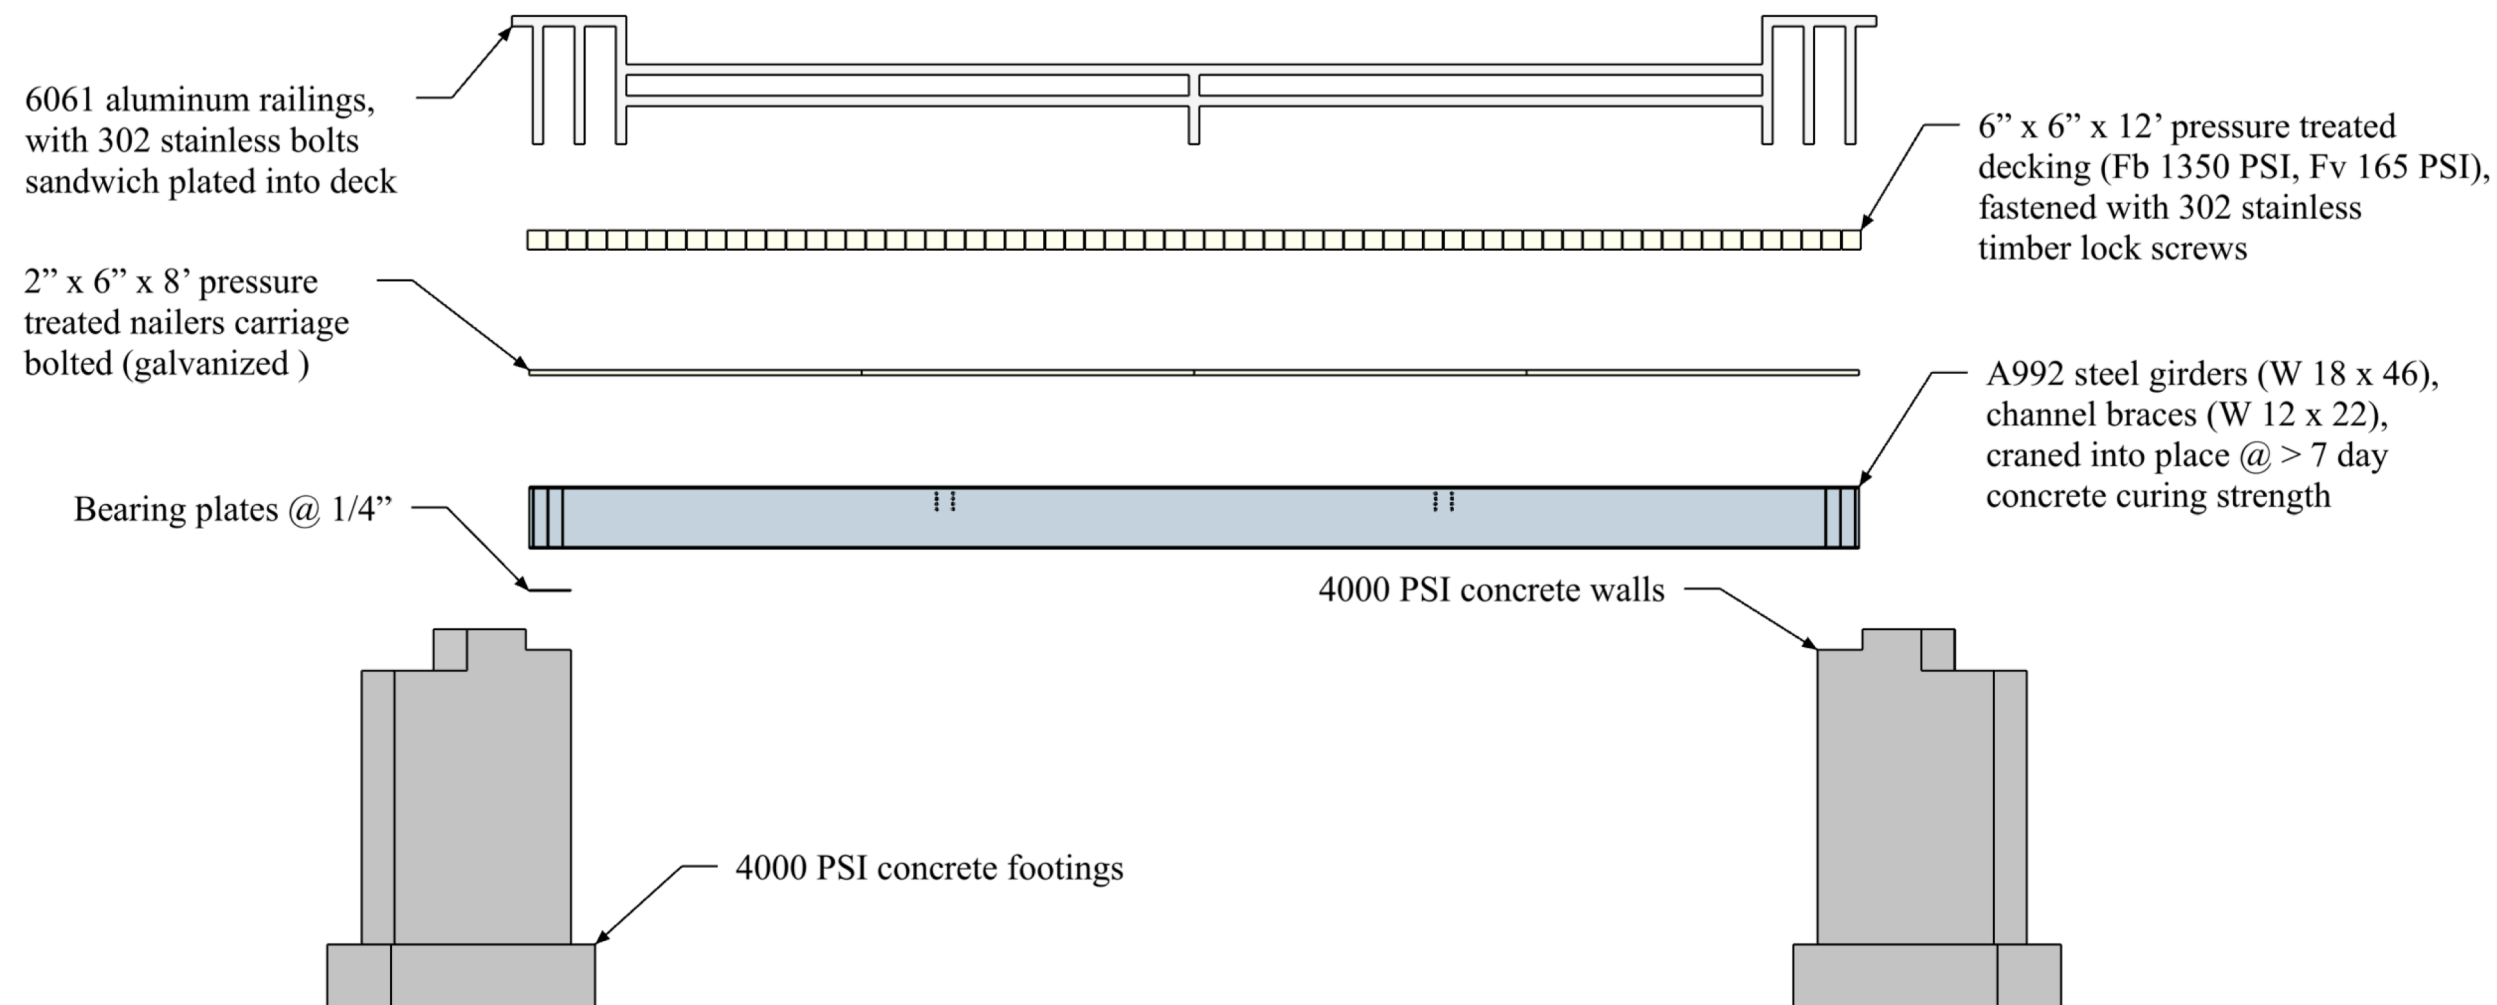 6061 aluminum railings,
with 302 stainless bolts
sandwich plated into deck
6” x 6” x 12’ pressure treated
decking (Fb 1350 PSI, Fv 165 PSI),
fastened with 302 stainless
timber lock screws
2” x 6” x 8’ pressure
treated nailers carriage
bolted (galvanized )
A992 steel girders (W 18 x 46),
channel braces (W 12 x 22),
craned into place @ > 7 day
concrete curing strength
Bearing plates @ 1/4”
4000 PSI concrete walls
4000 PSI concrete footings